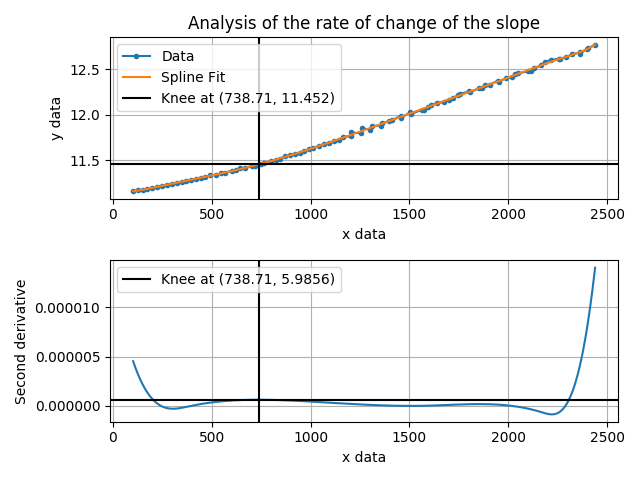 Analysis of the rate of change of the slope
Data
Spline Fit
Knee at (738.71, 11.452)
12.5
12.0
11.5
y data
0 500 1000 1500 2000 2500
x data
Knee at (738.71, 5.9856)
0.000010
0.000005
0.000000
Second derivative
0 500 1000 1500 2000 2500
x data